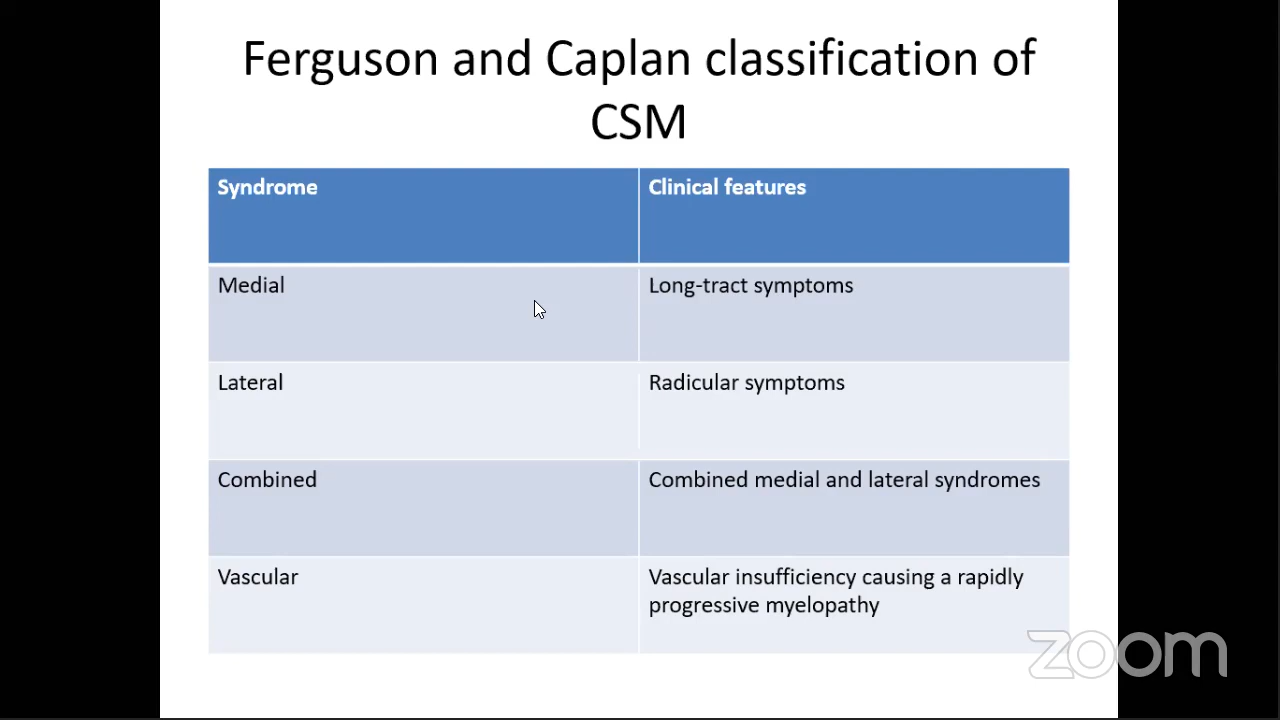 Ferguson and Caplan classification of
CSM
Syndrome
Clinical features
Medial
Long-tract symptoms
Lateral
Radicular symptoms
Combined
Combined medial and lateral syndromes
Vascular
Vascular insufficiency causing a rapidly
progressive myelopathy
zoom